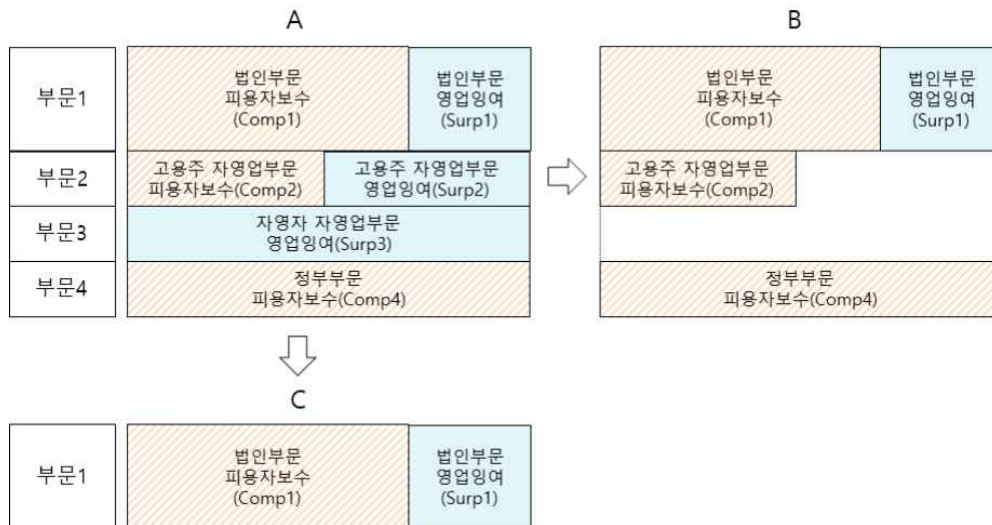 A
B
부문1
법인부문
피용자보수
(Comp1)
법인부문
영업잉여
(Surp1)
법인부문
피용자보수
(Comp1)
법인부문
영업잉여
(Surp1)
부문2
고용주 자영업부문
피용자보수(Comp2)
고용주 자영업부문
영업잉여(Surp2)
고용주 자영업부문
피용자보수(Comp2)
부문3
자영자 자영업부문
영업잉여(Surp3)
부문4
정부부문
피용자보수(Comp4)
정부부문
피용자보수(Comp4)
C
부문1
법인부문
피용자보수
(Comp1)
법인부문
영업잉여
(Surp1)